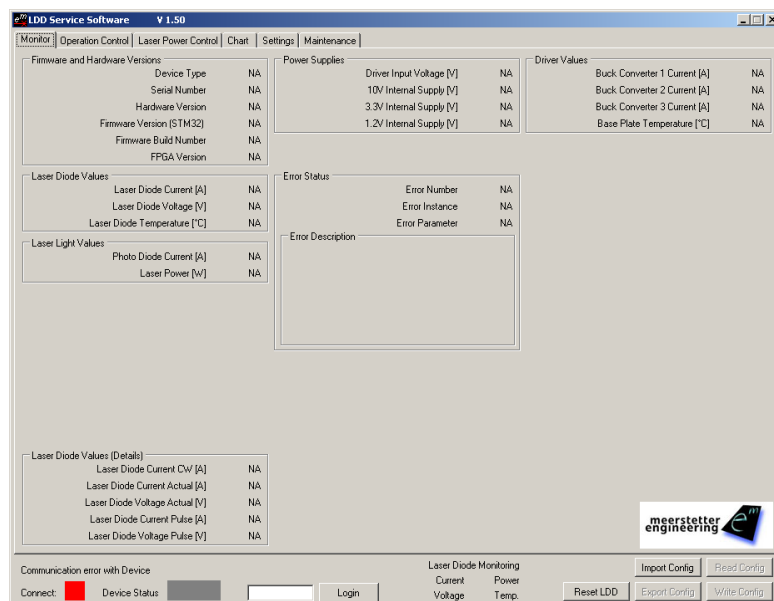 em LDD Service Software V 1.50
Monitor Operation Control Laser Power Control Chart Settings Maintenance
Firmware and Hardware Versions
Device Type NA
Serial Number NA
Hardware Version NA
Firmware Version (STM32) NA
Firmware Build Number NA
FPGA Version NA
Power Supplies
Driver Input Voltage [V] NA
10V Internal Supply [V] NA
3.3V Internal Supply [V] NA
1.2V Internal Supply [V] NA
Driver Values
Buck Converter 1 Current [A] NA
Buck Converter 2 Current [A] NA
Buck Converter 3 Current [A] NA
Base Plate Temperature [°C] NA
Laser Diode Values
Laser Diode Current [A] NA
Laser Diode Voltage [V] NA
Laser Diode Temperature [°C] NA
Error Status
Error Number NA
Error Instance NA
Error Parameter NA
Error Description
Laser Light Values
Photo Diode Current [A] NA
Laser Power [W] NA
Laser Diode Values (Details)
Laser Diode Current CW [A] NA
Laser Diode Current Actual [A] NA
Laser Diode Voltage Actual [V] NA
Laser Diode Current Pulse [A] NA
Laser Diode Voltage Pulse [V] NA
meerstetter
engineering
em
Communication error with Device
Connect: Device Status Login
Laser Diode Monitoring
Current Power
Voltage Temp.
Import Config Read Config
Reset LDD Export Config Write Config